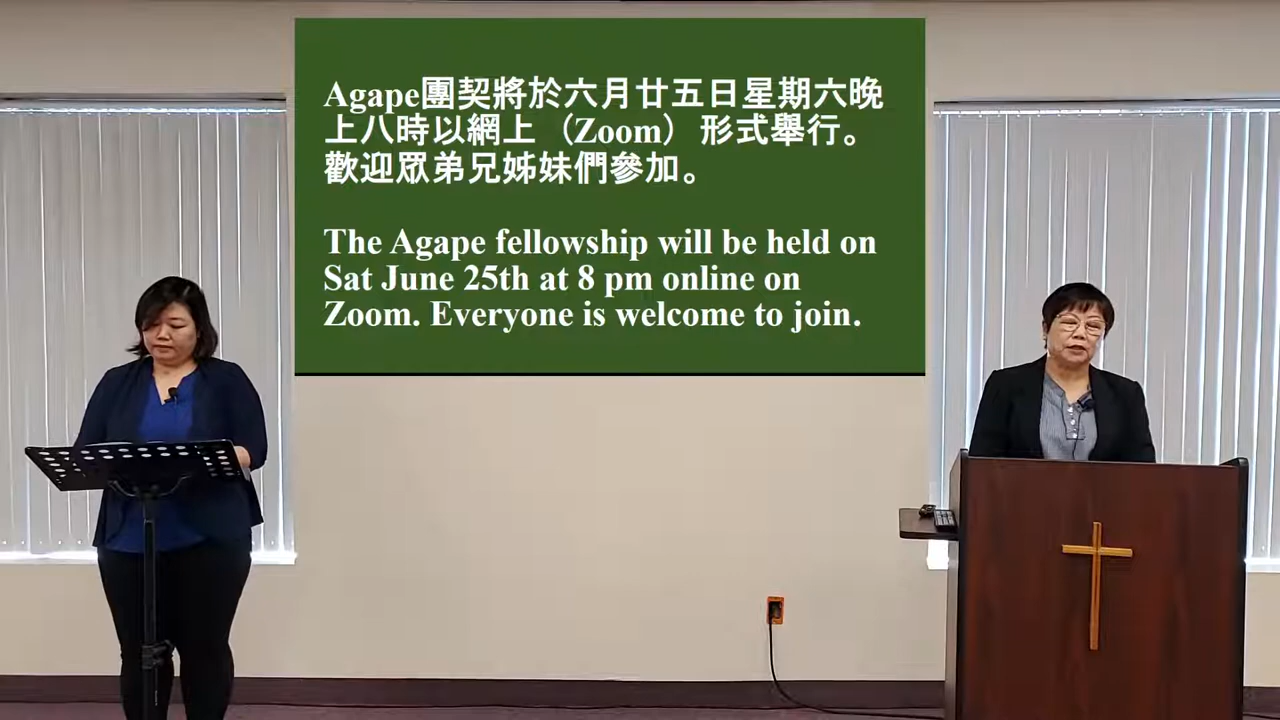 Agape團契將於六月廿五日星期六晚
上八時以網上（Zoom）形式舉行。
歡迎眾弟兄姊妹們參加。
The Agape fellowship will be held on
Sat June 25th at 8 pm online on
Zoom. Everyone is welcome to join.